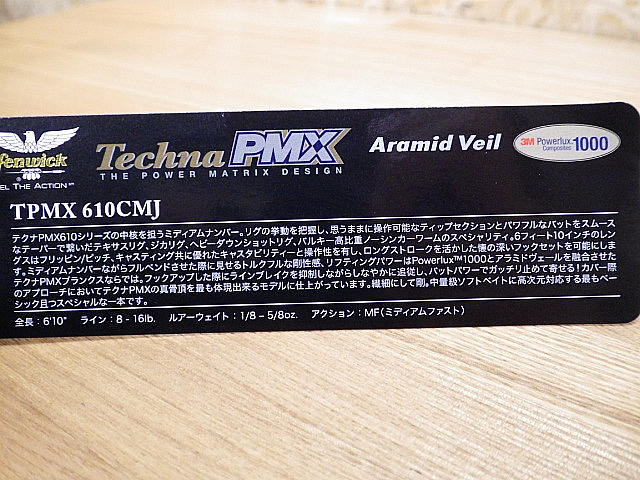 Fenwick
EEL THE ACTION℠
Techna PMX
THE POWER MATRIX DESIGN
Aramid Veil
3M Powerlux™ Composites 1000
TPMX 610CMJ
テクナPMX610シリーズの中核を担うミディアムナンバー。リグの挙動を把握し、思うままに操作可能なティップセクションとパワフルなバットをスムース
なテーパーで繋いだテキサスリグ、ジカリグ、ヘビーダウンショットリグ、バルキー高比重ノーシンカーワームのスペシャリティ。6フィート10インチのレン
グスはフリッピン/ピッチ、キャスティング共に優れたキャスタビリティーと操作性を有し、ロングストロークを活かした懐の深いフックセットを可能にしま
す。ミディアムナンバーながらフルベンドさせた際に見せるトルクフルな剛性感、リフティングパワーはPowerlux™1000とアラミドヴェールを融合させた
テクナPMXブランクスならでは。フックアップした際にラインブレイクを抑制しながらしなやかに追従し、バットパワーでガッチリ止めて寄せる!カバー際
のアプローチにおいてテクナPMXの真骨頂を最も体現出来るモデルに仕上がっています。繊細にして剛。中量級ソフトベイトに高次元対応する最もベー
シック且つスペシャルな一本です。
全長：6'10" ライン：8 - 16lb. ルアーウェイト：1/8 – 5/8oz. アクション：MF(ミディアムファスト)